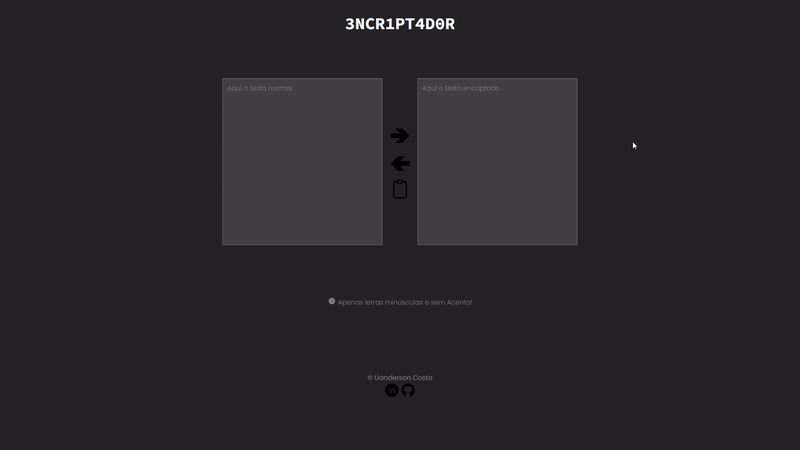 3NCR1PT4D0R
Aqui o texto normal
Aqui o texto encriptado
Apenas letras minúsculas e sem Acento!
© Uanderson Costa